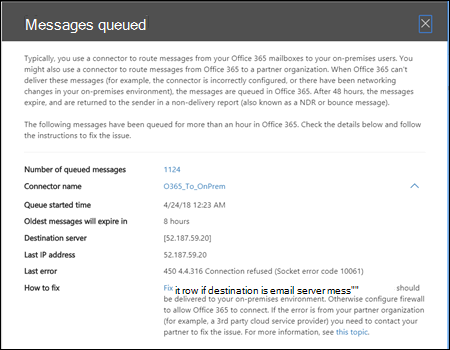 Messages queued
Typically, you use a connector to route messages from your Office 365 mailboxes to your on-premises users. You
might also use a connector to route messages from Office 365 to a partner organization. When Office 365 can't
deliver these messages (for example, the connector is incorrectly configured, or there have been networking
changes in your on-premises environment), the messages are queued in Office 365. After 48 hours, the messages
expire, and are returned to the sender in a non-delivery report (also known as a NDR or bounce message).
The following messages have been queued for more than an hour in Office 365. Check the details below and follow
the instructions to fix the issue.
Number of queued messages 1124
Connector name O365_To_OnPrem
Queue started time 4/24/18 12:23 AM
Oldest messages will expire in 8 hours
Destination server [52.187.59.20]
Last IP address 52.187.59.20
Last error 450 4.4.316 Connection refused (Socket error code 10061)
How to fix Fix it row if destination is email server mess"" should
be delivered to your on-premises environment. Otherwise configure firewall
to allow Office 365 to connect. If the error is from your partner organization
(for example, a 3rd party cloud service provider) you need to contact your
partner to fix the issue. For more information, see this topic.